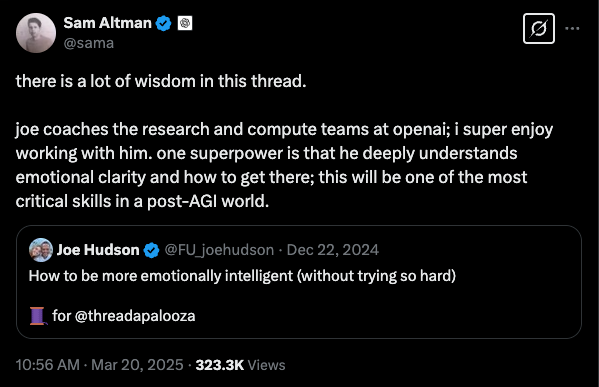 Sam Altman
@sama
there is a lot of wisdom in this thread.
joe coaches the research and compute teams at openai; i super enjoy
working with him. one superpower is that he deeply understands
emotional clarity and how to get there; this will be one of the most
critical skills in a post-AGI world.
Joe Hudson @FU_joehudson · Dec 22, 2024
How to be more emotionally intelligent (without trying so hard)
🧵 for @threadapalooza
10:56 AM · Mar 20, 2025 · 323.3K Views